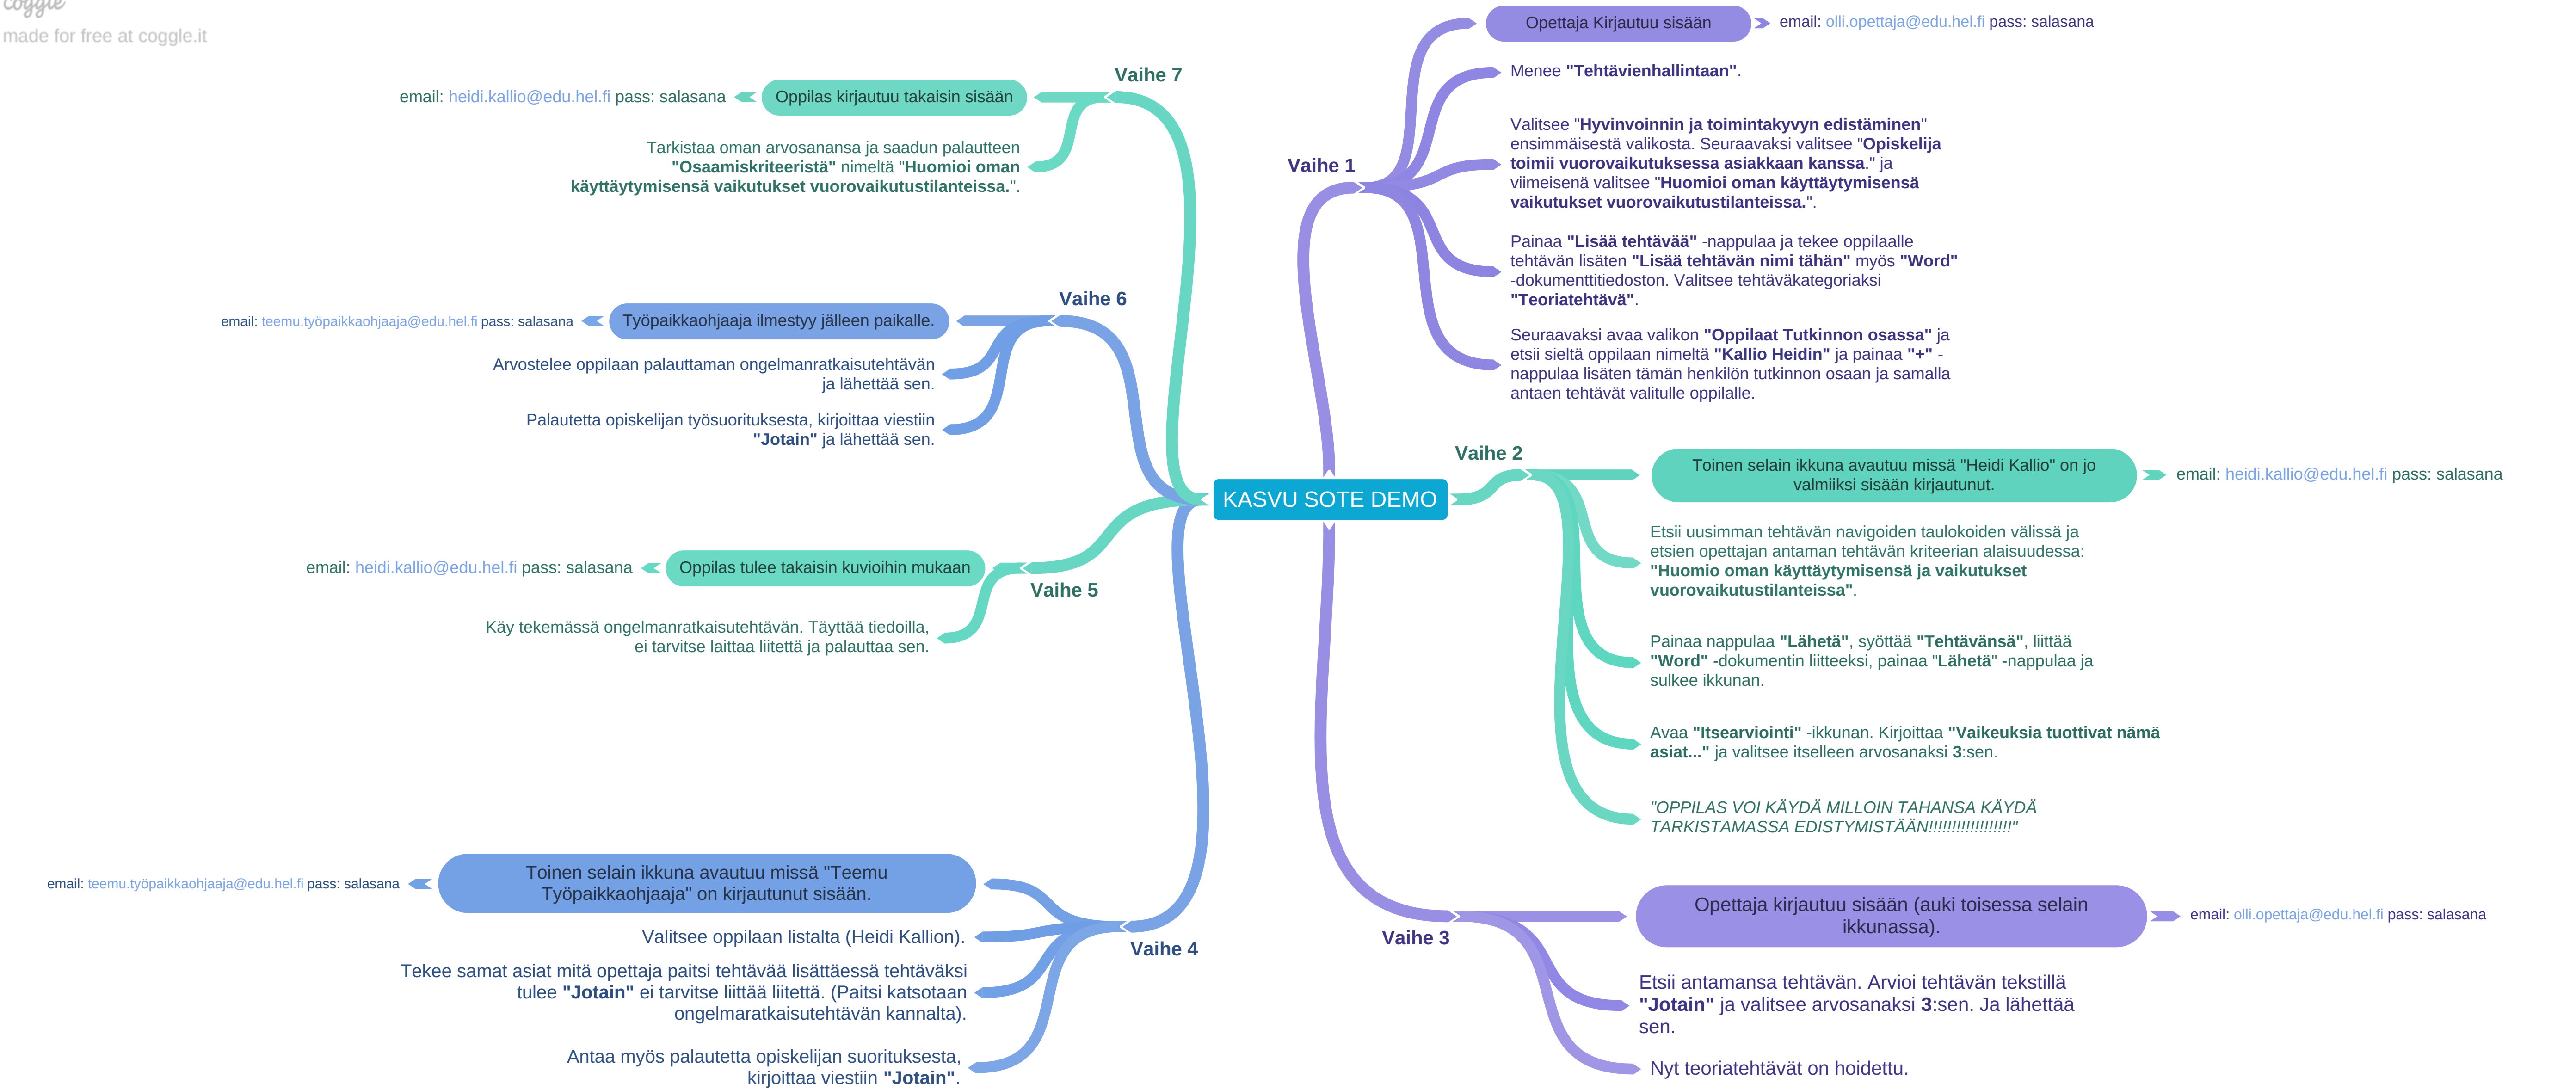 coggle
made for free at coggle.it
KASVU SOTE DEMO
Vaihe 1
Opettaja Kirjautuu sisään
email: olli.opettaja@edu.hel.fi pass: salasana
Menee "Tehtävienhallintaan".
Valitsee "Hyvinvoinnin ja toimintakyvyn edistäminen"
ensimmäisestä valikosta. Seuraavaksi valitsee "Opiskelija
toimii vuorovaikutuksessa asiakkaan kanssa." ja
viimeisenä valitsee "Huomioi oman käyttäytymisensä
vaikutukset vuorovaikutustilanteissa.".
Painaa "Lisää tehtävää" -nappulaa ja tekee oppilaalle
tehtävän lisäten "Lisää tehtävän nimi tähän" myös "Word"
-dokumenttitiedoston. Valitsee tehtäväkategoriaksi
"Teoriatehtävä".
Seuraavaksi avaa valikon "Oppilaat Tutkinnon osassa" ja
etsii sieltä oppilaan nimeltä "Kallio Heidin" ja painaa "+" -
nappulaa lisäten tämän henkilön tutkinnon osaan ja samalla
antaen tehtävät valitulle oppilalle.
Vaihe 2
Toinen selain ikkuna avautuu missä "Heidi Kallio" on jo
valmiiksi sisään kirjautunut.
email: heidi.kallio@edu.hel.fi pass: salasana
Etsii uusimman tehtävän navigoiden taulokoiden välissä ja
etsien opettajan antaman tehtävän kriteerian alaisuudessa:
"Huomio oman käyttäytymisensä ja vaikutukset
vuorovaikutustilanteissa".
Painaa nappulaa "Lähetä", syöttää "Tehtävänsä", liittää
"Word" -dokumentin liitteeksi, painaa "Lähetä" -nappulaa ja
sulkee ikkunan.
Avaa "Itsearviointi" -ikkunan. Kirjoittaa "Vaikeuksia tuottivat nämä
asiat..." ja valitsee itselleen arvosanaksi 3:sen.
"OPPILAS VOI KÄYDÄ MILLOIN TAHANSA KÄYDÄ
TARKISTAMASSA EDISTYMISTÄÄN!!!!!!!!!!!!!!!!!!"
Vaihe 3
Opettaja kirjautuu sisään (auki toisessa selain
ikkunassa).
email: olli.opettaja@edu.hel.fi pass: salasana
Etsii antamansa tehtävän. Arvioi tehtävän tekstillä
"Jotain" ja valitsee arvosanaksi 3:sen. Ja lähettää
sen.
Nyt teoriatehtävät on hoidettu.
Vaihe 4
Toinen selain ikkuna avautuu missä "Teemu
Työpaikkaohjaaja" on kirjautunut sisään.
email: teemu.työpaikkaohjaaja@edu.hel.fi pass: salasana
Valitsee oppilaan listalta (Heidi Kallion).
Tekee samat asiat mitä opettaja paitsi tehtävää lisättäessä tehtäväksi
tulee "Jotain" ei tarvitse liittää liitettä. (Paitsi katsotaan
ongelmaratkaisutehtävän kannalta).
Antaa myös palautetta opiskelijan suorituksesta,
kirjoittaa viestiin "Jotain".
Vaihe 5
Oppilas tulee takaisin kuvioihin mukaan
email: heidi.kallio@edu.hel.fi pass: salasana
Käy tekemässä ongelmanratkaisutehtävän. Täyttää tiedoilla,
ei tarvitse laittaa liitettä ja palauttaa sen.
Vaihe 6
Työpaikkaohjaaja ilmestyy jälleen paikalle.
email: teemu.työpaikkaohjaaja@edu.hel.fi pass: salasana
Arvostelee oppilaan palauttaman ongelmanratkaisutehtävän
ja lähettää sen.
Palautetta opiskelijan työsuorituksesta, kirjoittaa viestiin
"Jotain" ja lähettää sen.
Vaihe 7
Oppilas kirjautuu takaisin sisään
email: heidi.kallio@edu.hel.fi pass: salasana
Tarkistaa oman arvosanansa ja saadun palautteen
"Osaamiskriteeristä" nimeltä "Huomioi oman
käyttäytymisensä vaikutukset vuorovaikutustilanteissa.".